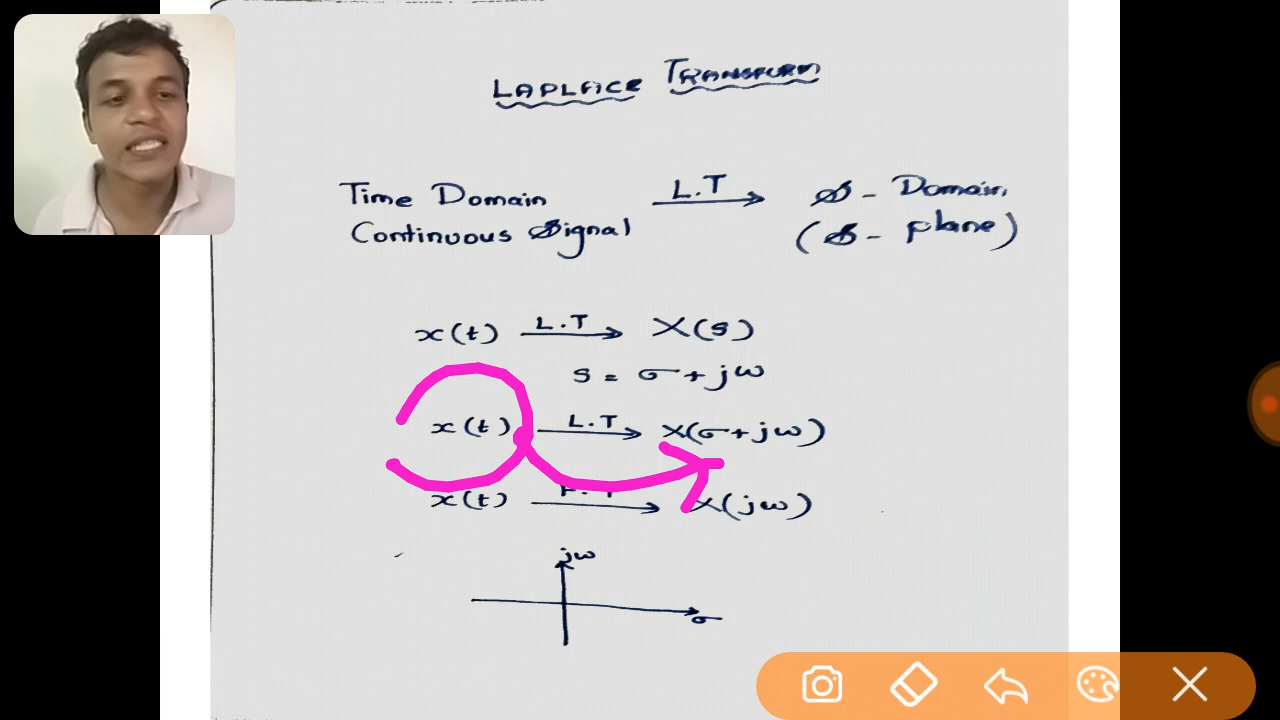 LAPLACE TRANSFORM
Time Domain L.T S - Domain
Continuous Signal (S - plane)
x(t) L.T X(s)
s = σ + jω
x(t) L.T X(σ+jω)
x(t) F.T X(jω)
jω
σ